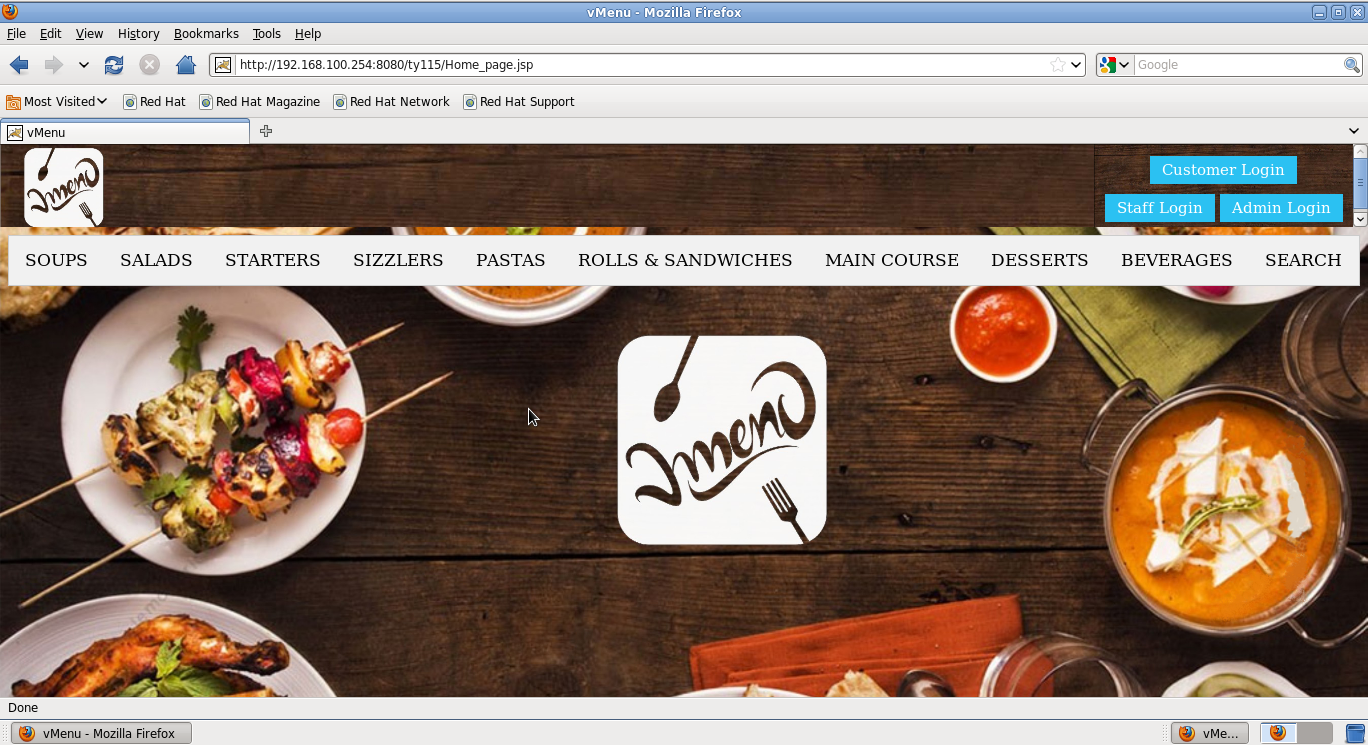 vMenu - Mozilla Firefox
File Edit View History Bookmarks Tools Help
http://192.168.100.254:8080/ty115/Home_page.jsp
Google
Most Visited Red Hat Red Hat Magazine Red Hat Network Red Hat Support
vMenu
Vmenu
Customer Login
Staff Login Admin Login
SOUPS SALADS STARTERS SIZZLERS PASTAS ROLLS & SANDWICHES MAIN COURSE DESSERTS BEVERAGES SEARCH
Vmenu
Done
vMenu - Mozilla Firefox
vMe...